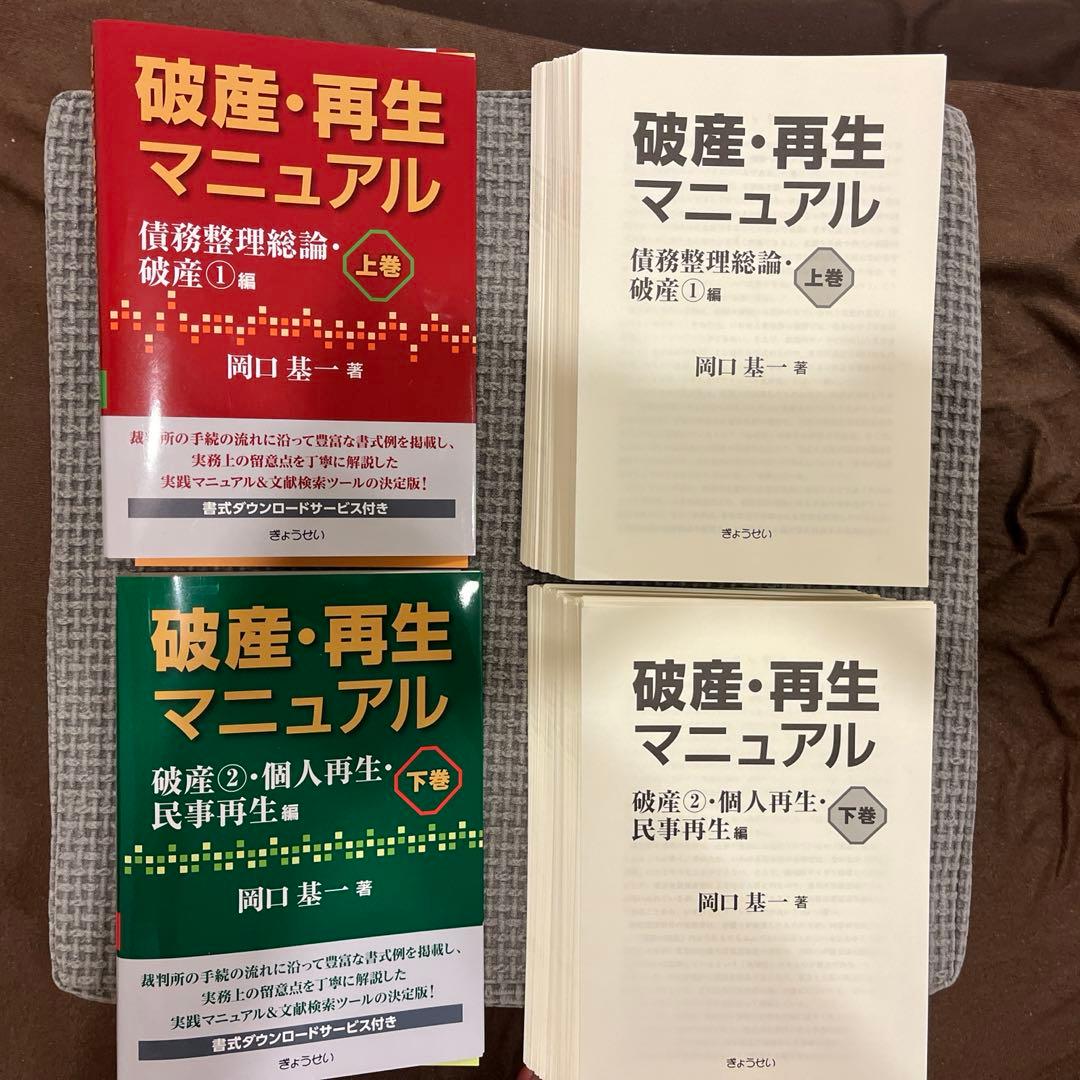 破産・再生
マニュアル
債務整理総論・
破産①編
上巻
岡口 基一 著
裁判所の手続の流れに沿って豊富な書式例を掲載し、
実務上の留意点を丁寧に解説した
実践マニュアル&文献検索ツールの決定版!
書式ダウンロードサービス付き
ぎょうせい
破産・再生
マニュアル
債務整理総論・
破産①編
上巻
岡口 基一 著
ぎょうせい
破産・再生
マニュアル
破産②・個人再生・
民事再生編
下巻
岡口 基一 著
裁判所の手続の流れに沿って豊富な書式例を掲載し、
実務上の留意点を丁寧に解説した
実践マニュアル&文献検索ツールの決定版!
書式ダウンロードサービス付き
ぎょうせい
破産・再生
マニュアル
破産②・個人再生・
民事再生編
下巻
岡口 基一 著
ぎょうせい